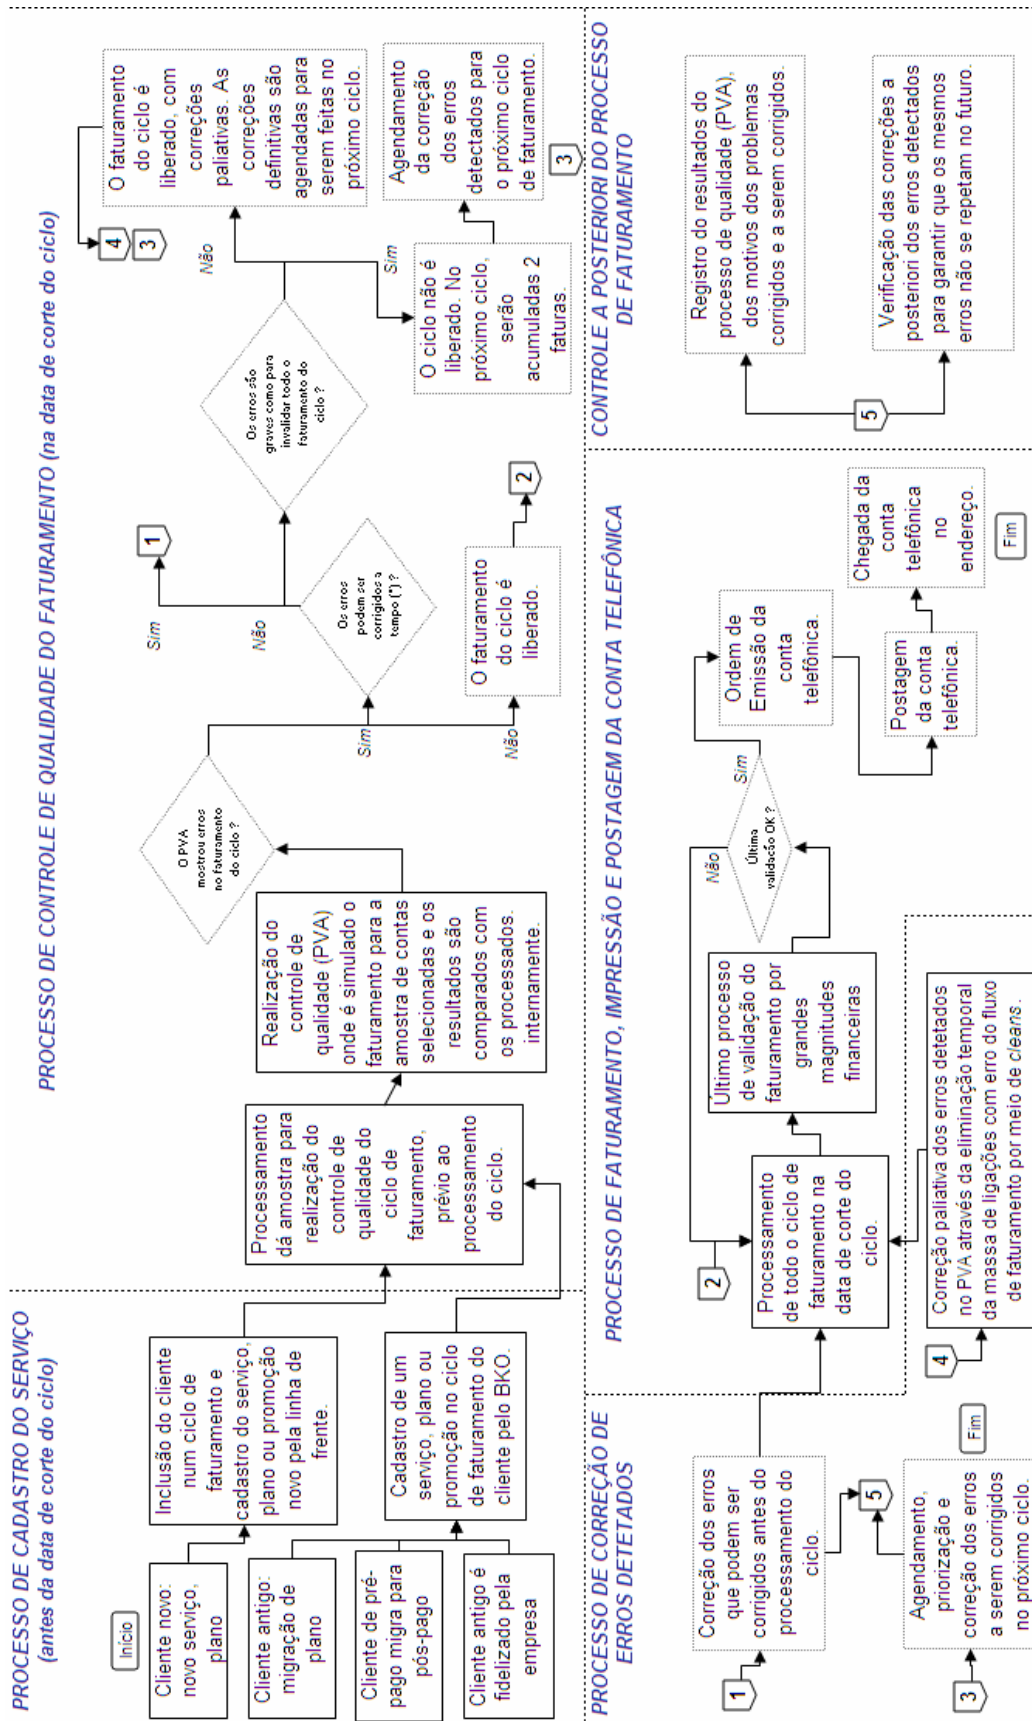 PROCESSO DE CADASTRO DO SERVIÇO
(antes da data de corte do ciclo)
Início
Cliente novo:
novo serviço,
plano
Cliente antigo:
migração de
plano
Cliente de pré-
pago migra para
pós-pago
Cliente antigo é
fidelizado pela
empresa
Inclusão do cliente
num ciclo de
faturamento e
cadastro do serviço,
plano ou promoção
novo pela linha de
frente.
Cadastro de um
serviço, plano ou
promoção no ciclo
de faturamento do
cliente pelo BKO.
PROCESSO DE CONTROLE DE QUALIDADE DO FATURAMENTO (na data de corte do ciclo)
Processamento
dá amostra para
realização do
controle de
qualidade do
ciclo de
faturamento,
prévio ao
processamento
do ciclo.
Realização do
controle de
qualidade (PVA)
onde é simulado o
faturamento para a
amostra de contas
selecionadas e os
resultados são
comparados com
os processados.
internamente.
O PVA
mostrou erros
no faturamento
do ciclo ?
Sim
Não
Os erros
podem ser
corrigidos a
tempo (*) ?
Sim
Não
1
O faturamento
do ciclo é
liberado.
2
Os erros são
graves como para
invalidar todo o
faturamento do
ciclo ?
Não
Sim
4
3
O faturamento
do ciclo é
liberado, com
correções
paliativas. As
correções
definitivas são
agendadas para
serem feitas no
próximo ciclo.
O ciclo não é
liberado. No
próximo ciclo,
serão
acumuladas 2
faturas.
Agendamento
da correção
dos erros
detectados para
o próximo ciclo
de faturamento.
3
PROCESSO DE CORREÇÃO DE
ERROS DETETADOS
1
Correção dos erros
que podem ser
corrigidos antes do
processamento do
ciclo.
5
3
Agendamento,
priorização e
correção dos erros
a serem corrigidos
no próximo ciclo.
Fim
4
Correção paliativa dos erros detetados
no PVA através da eliminação temporal
da massa de ligações com erro do fluxo
de faturamento por meio de cleans.
PROCESSO DE FATURAMENTO, IMPRESSÃO E POSTAGEM DA CONTA TELEFÔNICA
2
Processamento
de todo o ciclo de
faturamento na
data de corte do
ciclo.
Último processo
de validação do
faturamento por
grandes
magnitudes
financeiras
Última
validação OK ?
Não
Sim
Ordem de
Emissão da
conta
telefônica.
Postagem
da conta
telefônica.
Chegada da
conta
telefônica
no
endereço.
Fim
CONTROLE A POSTERIORI DO PROCESSO
DE FATURAMENTO
5
Registro do resultados do
processo de qualidade (PVA),
dos motivos dos problemas
corrigidos e a serem corrigidos.
Verificação das correções a
posteriori dos erros detectados
para garantir que os mesmos
erros não se repetam no futuro.